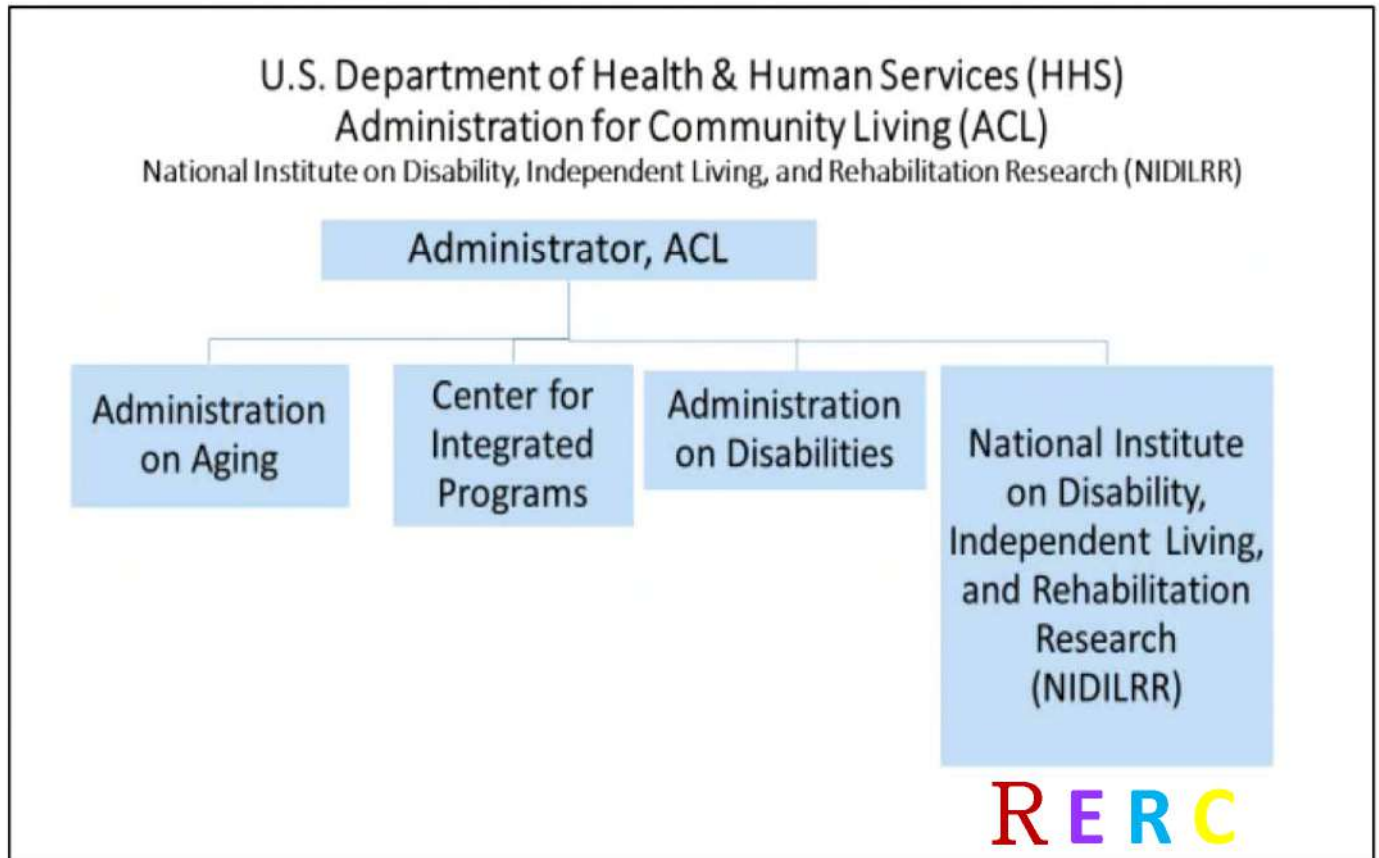 U.S. Department of Health & Human Services (HHS)
Administration for Community Living (ACL)
National Institute on Disability, Independent Living, and Rehabilitation Research (NIDILRR)
Administrator, ACL
Administration
on Aging
Center for
Integrated
Programs
Administration
on Disabilities
National Institute
on Disability,
Independent Living,
and Rehabilitation
Research
(NIDILRR)
R E R C